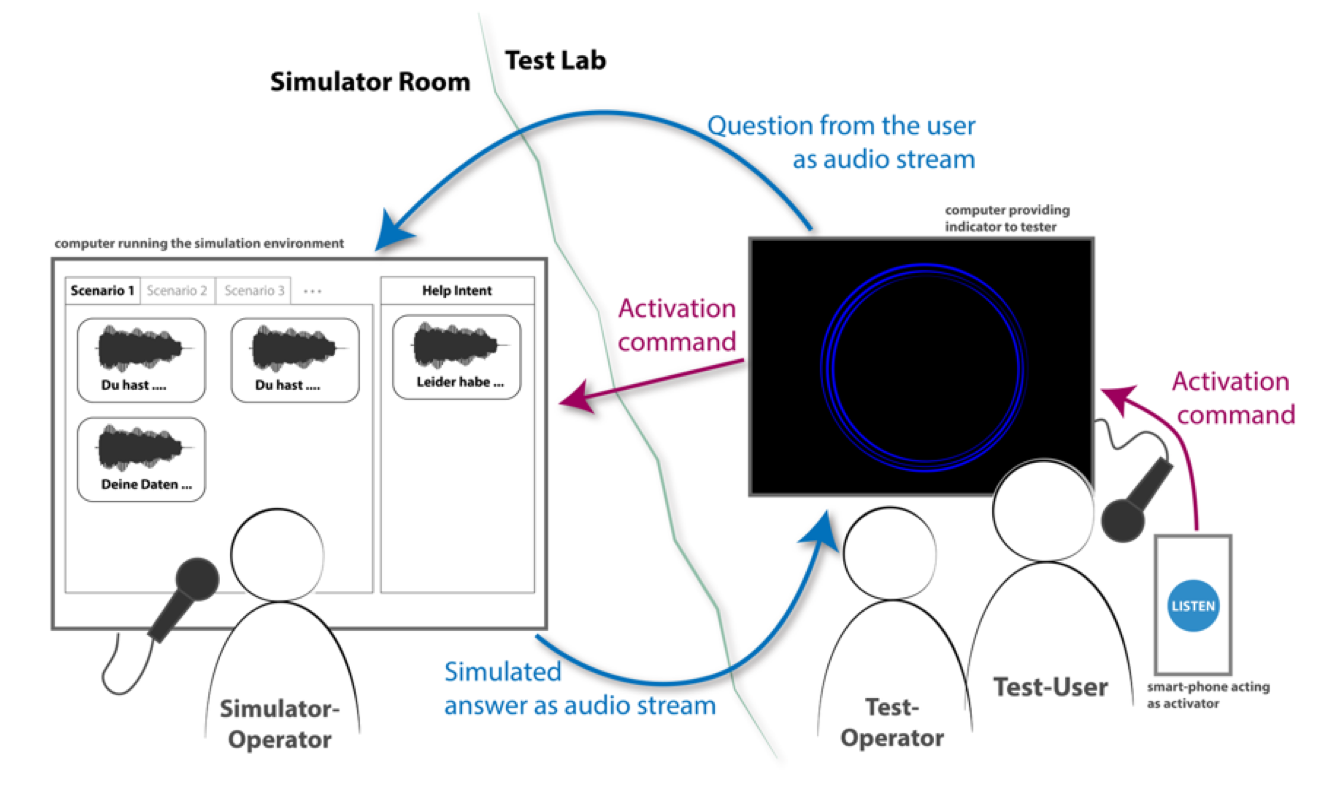 Simulator Room
Test Lab
Question from the user
as audio stream
computer providing
indicator to tester
computer running the simulation environment
Scenario 1 Scenario 2 Scenario 3 ...
Help Intent
Du hast ....
Du hast ....
Leider habe ...
Deine Daten ...
Activation
command
Activation
command
LISTEN
smart-phone acting
as activator
Simulated
answer as audio stream
Simulator-
Operator
Test-
Operator
Test-User